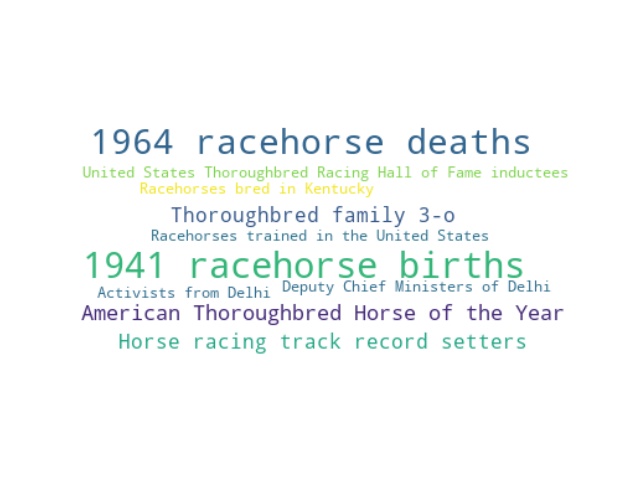 1964 racehorse deaths
United States Thoroughbred Racing Hall of Fame inductees
Racehorses bred in Kentucky
Thoroughbred family 3-o
Racehorses trained in the United States
1941 racehorse births
Activists from Delhi
Deputy Chief Ministers of Delhi
American Thoroughbred Horse of the Year
Horse racing track record setters